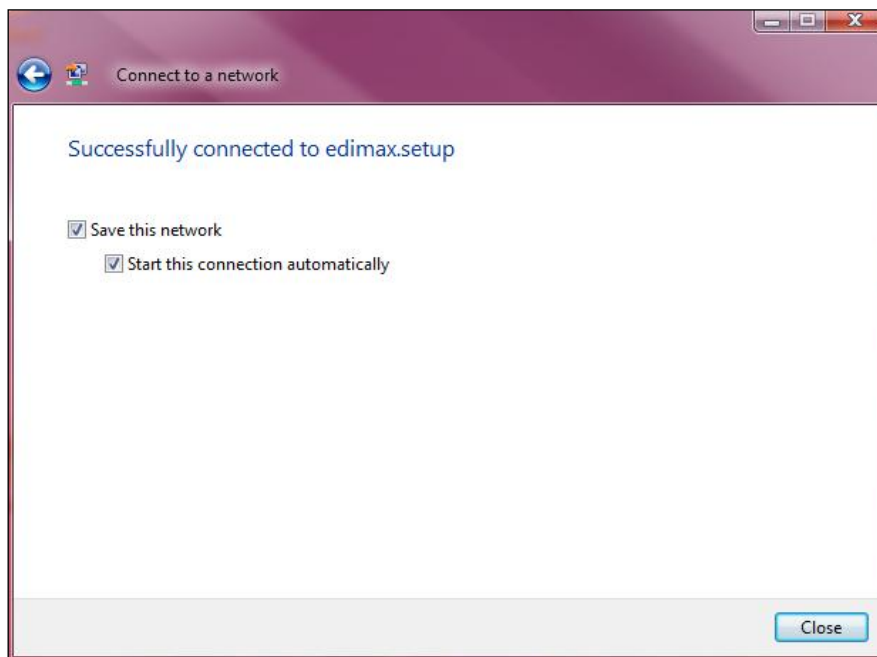 Connect to a network
Successfully connected to edimax.setup
Save this network
Start this connection automatically
Close